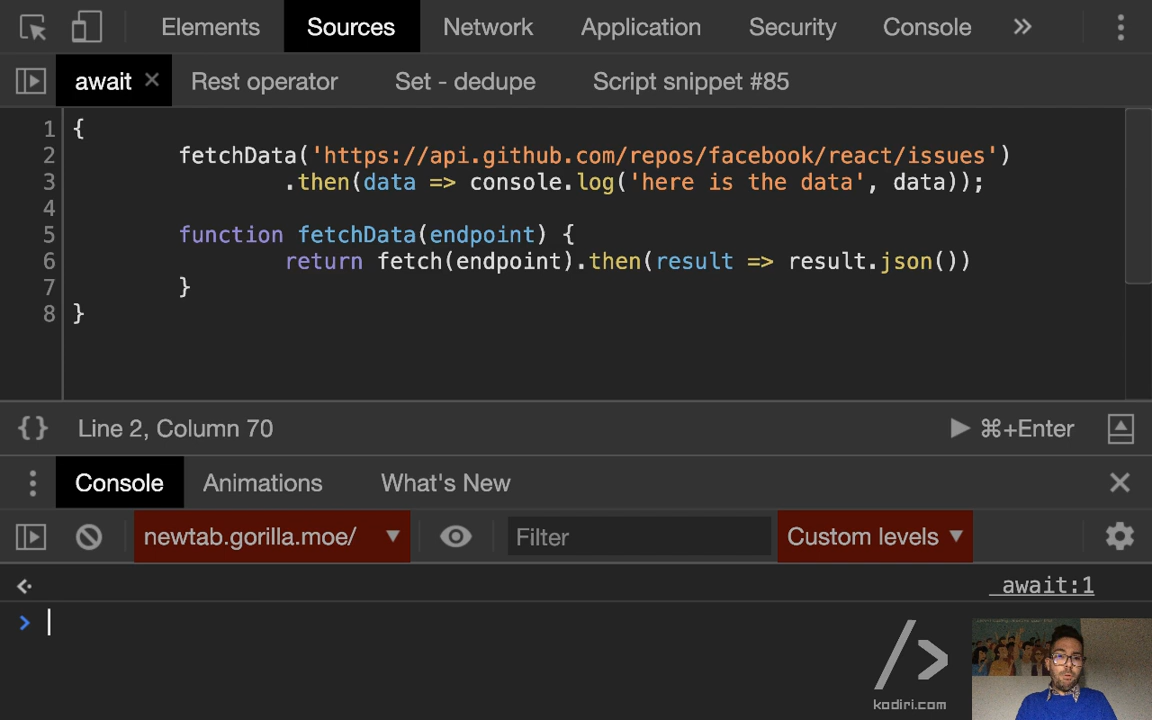 Elements Sources Network Application Security Console »
await × Rest operator Set - dedupe Script snippet #85
1 {
2 fetchData('https://api.github.com/repos/facebook/react/issues')
3 .then(data => console.log('here is the data', data));
4
5 function fetchData(endpoint) {
6 return fetch(endpoint).then(result => result.json())
7 }
8 }
{} Line 2, Column 70 ⌘+Enter
Console Animations What's New
newtab.gorilla.moe/ Filter Custom levels
_await:1
>
/>
kodiri.com